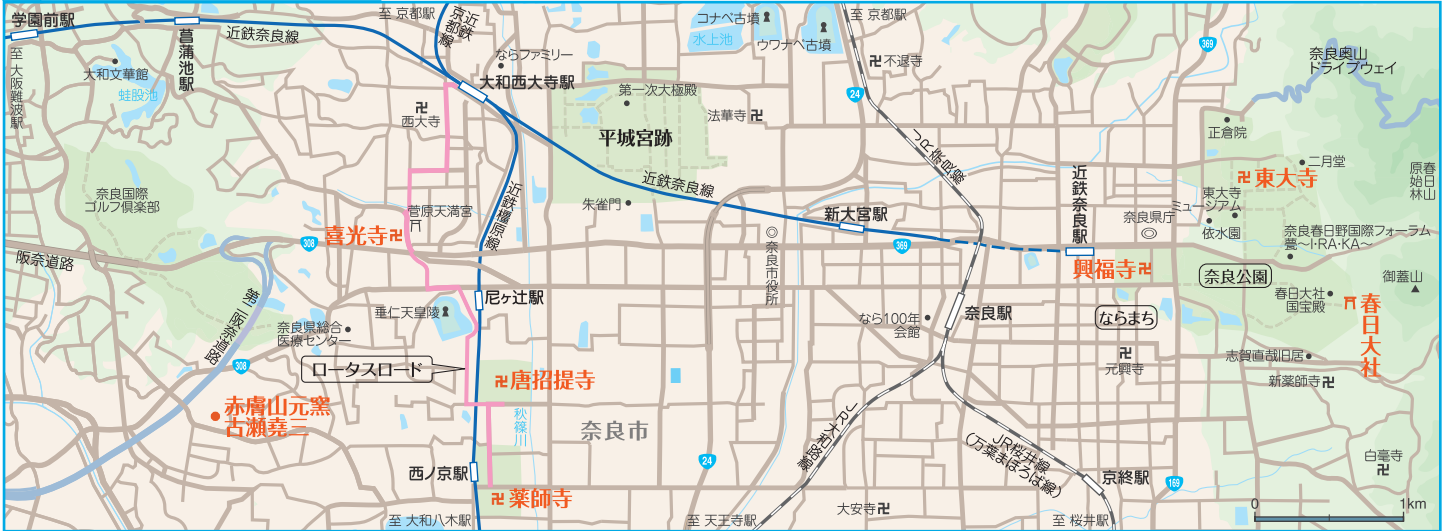 学園前駅
至 大阪難波駅
近鉄奈良線
菖蒲池駅
大和文華館
蛙股池
至 京都駅
近鉄京都線
ならファミリー
大和西大寺駅
西大寺
コナベ古墳
水上池
ウワナベ古墳
至 京都駅
不退寺
24
第一次大極殿
法華寺
平城宮跡
近鉄奈良線
朱雀門
JR奈良線
新大宮駅
369
近鉄奈良駅
369
奈良奥山
ドライブウェイ
正倉院
二月堂
東大寺
原始林
春日山
東大寺
ミュージアム
依水園
奈良県庁
奈良春日野国際フォーラム
甍~I・RA・KA~
奈良国際
ゴルフ倶楽部
菅原天満宮
喜光寺
308
近鉄橿原線
阪奈道路
第二阪奈道路
308
尼ヶ辻駅
垂仁天皇陵
奈良県総合
医療センター
ロータスロード
奈良市役所
興福寺
奈良公園
御蓋山
春日大社
国宝殿
春日大社
なら100年
会館
奈良駅
ならまち
元興寺
志賀直哉旧居
新薬師寺
赤膚山元窯
古瀬堯三
唐招提寺
秋篠川
奈良市
西ノ京駅
薬師寺
24
至 大和八木駅
至 天王寺駅
JR大和路線
大安寺
JR桜井線
(万葉まほろば線)
京終駅
169
至 桜井駅
白毫寺
0
1km